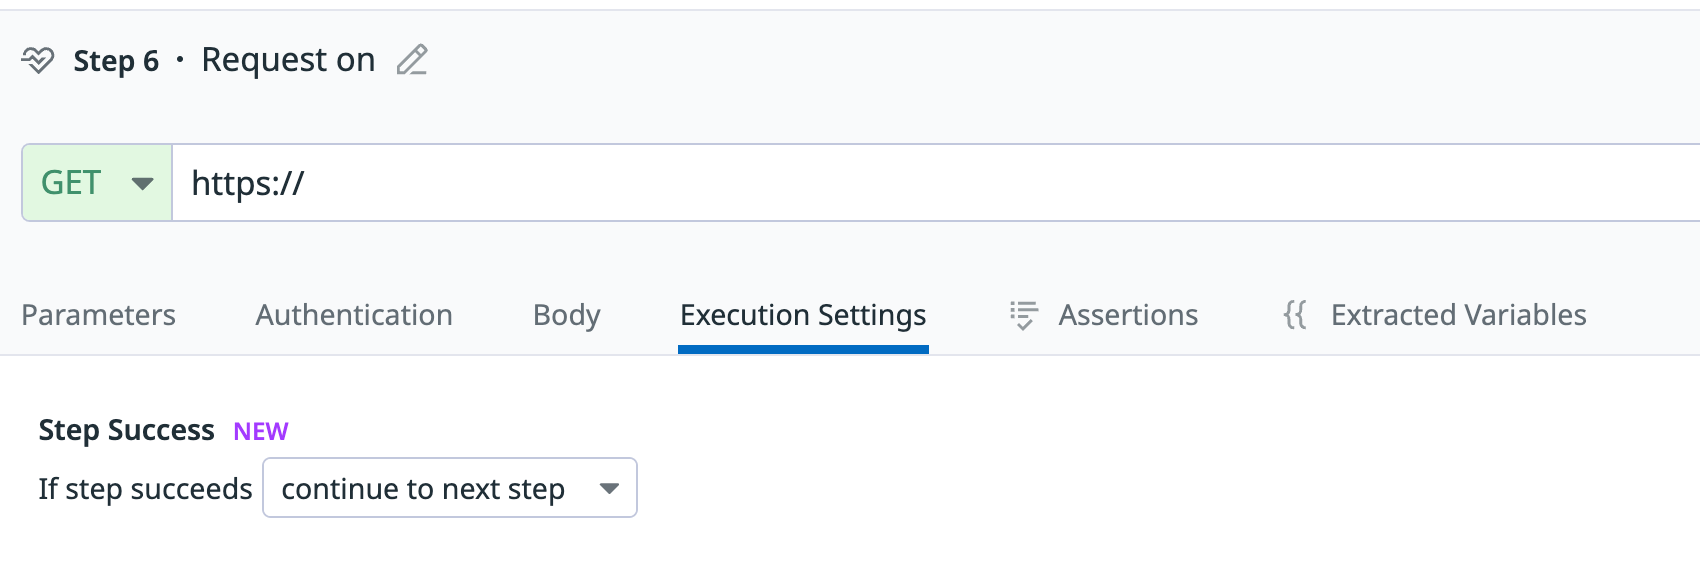 Step 6 · Request on
GET https://
Parameters Authentication Body Execution Settings Assertions {{ Extracted Variables
Step Success NEW
If step succeeds continue to next step